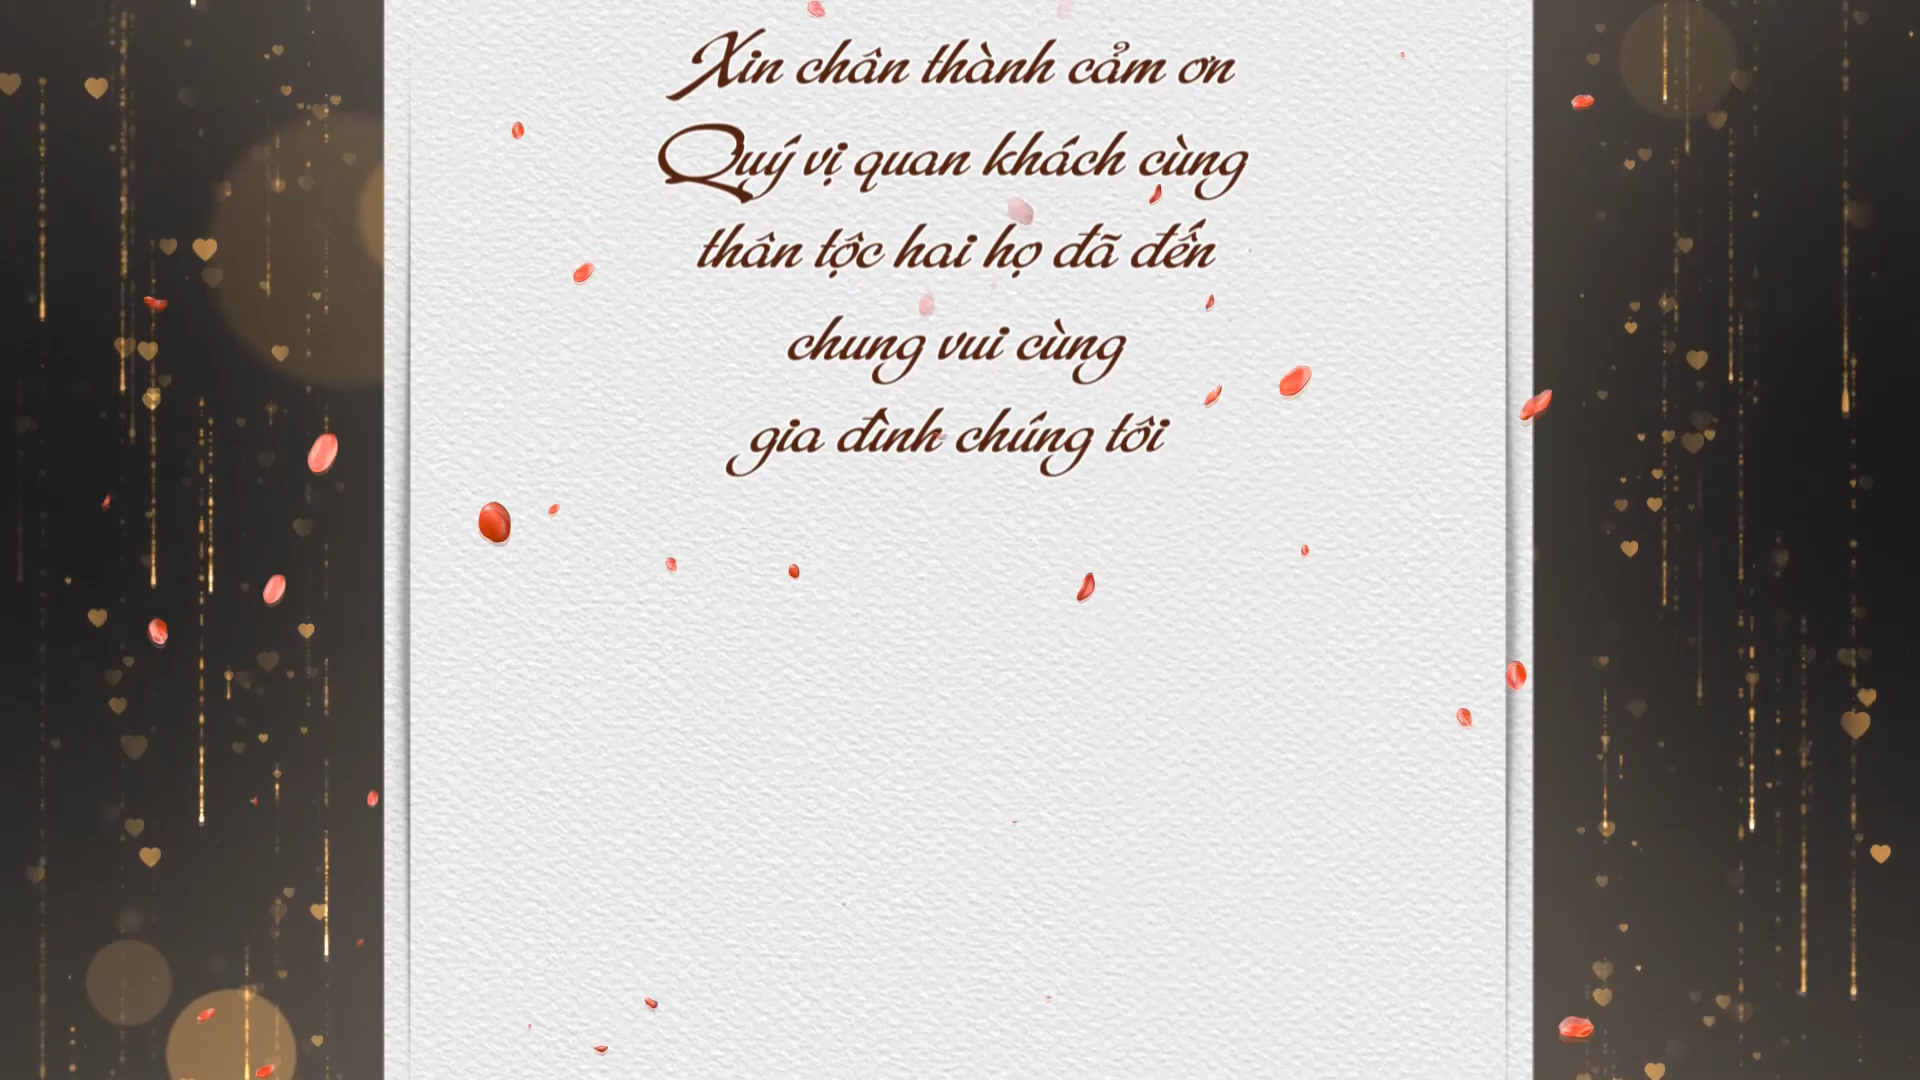 Xin chân thành cảm ơn
Quý vị quan khách cùng
thân tộc hai họ đã đến
chung vui cùng
gia đình chúng tôi